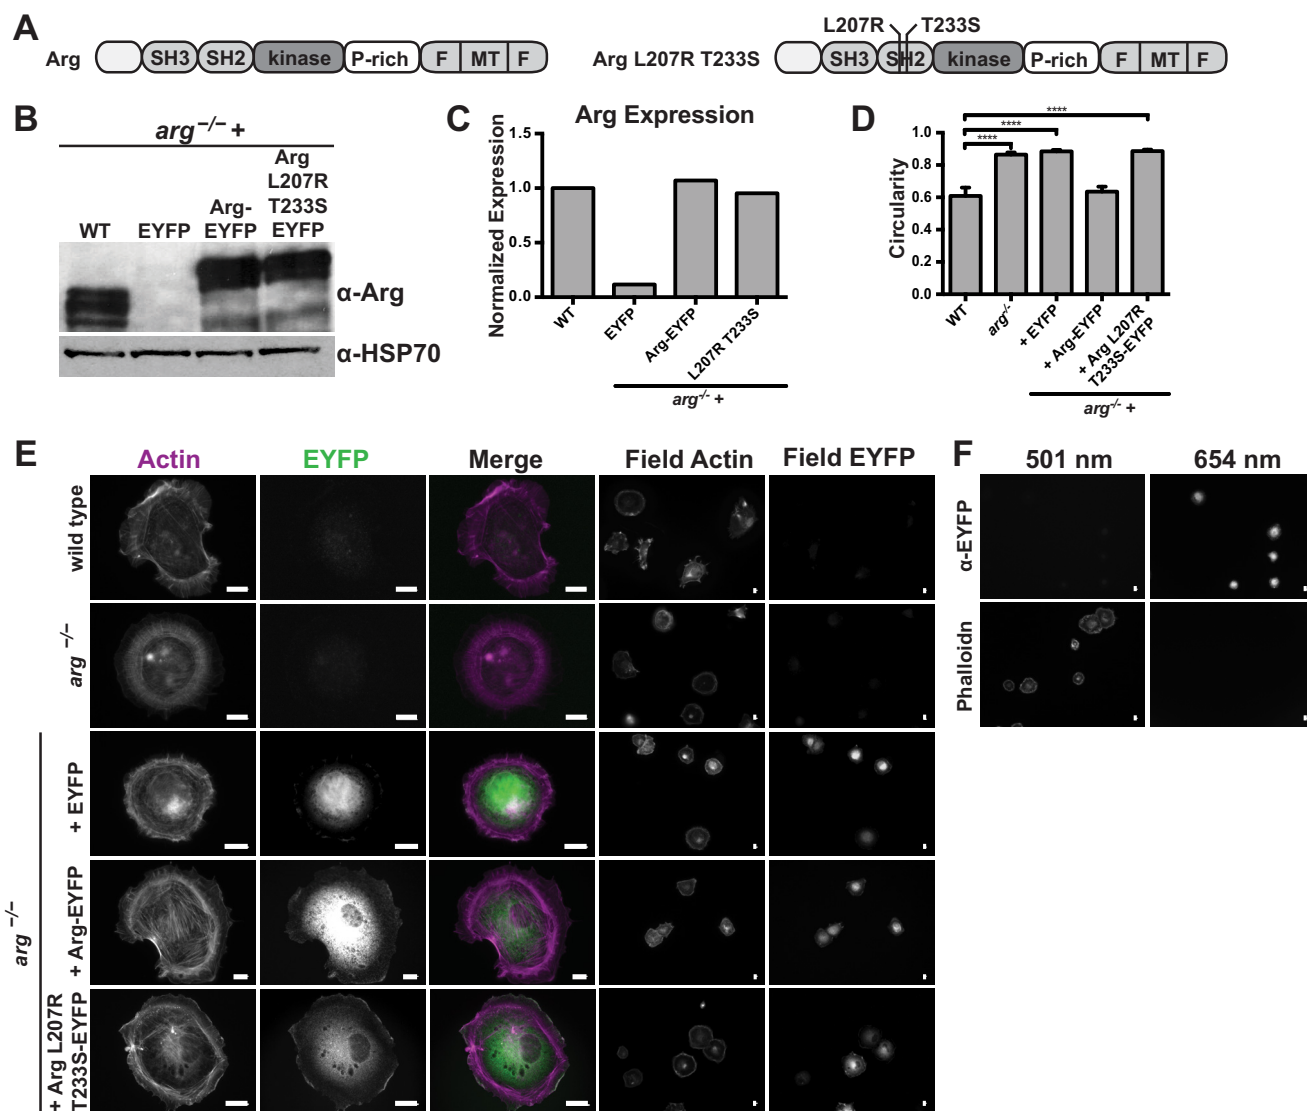 A
Arg
SH3 SH2 kinase P-rich F MT F
L207R T233S
Arg L207R T233S
SH3 SH2 kinase P-rich F MT F
B
arg –/– +
WT
EYFP
Arg-
EYFP
Arg
L207R
T233S
EYFP
α-Arg
α-HSP70
C
Arg Expression
Normalized Expression
1.5
1.0
0.5
0.0
WT
EYFP
Arg-EYFP
L207R T233S
arg-/- +
D
Circularity
1.0
0.8
0.6
0.4
0.2
0.0
****
****
****
WT
arg-/-
+ EYFP
+ Arg-EYFP
+ Arg L207R
T233S-EYFP
arg-/- +
E
Actin EYFP Merge Field Actin Field EYFP
wild type
arg –/–
arg –/–
+ EYFP
+ Arg-EYFP
+ Arg L207R
T233S-EYFP
F
501 nm 654 nm
α-EYFP
Phalloidn